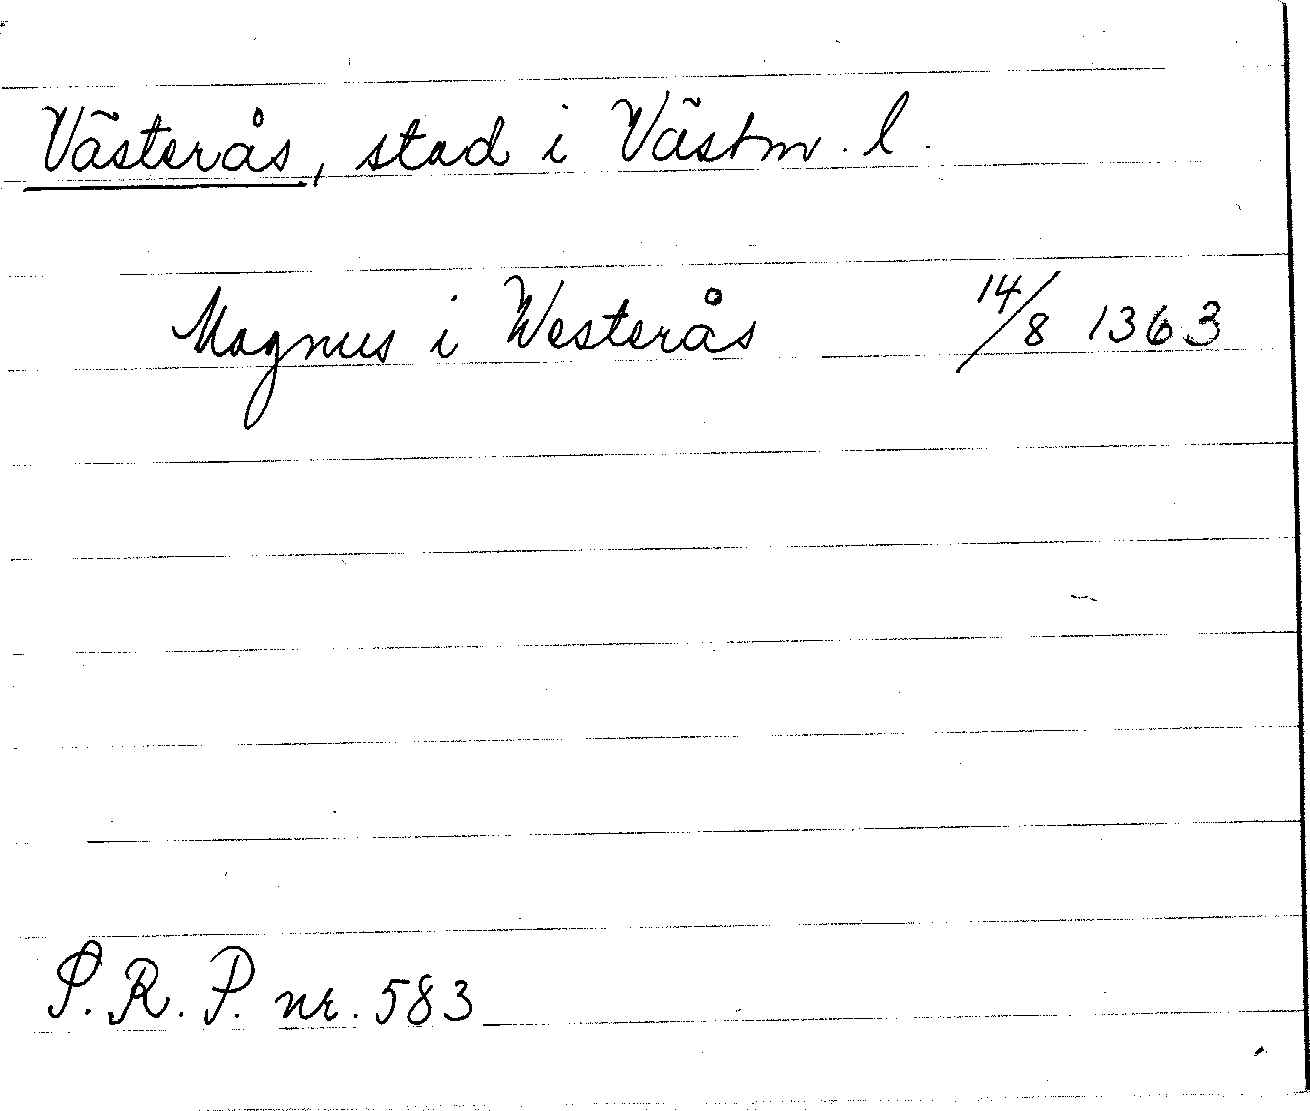 Västerås, stad i Västm. l.
Magnus i Westerås 14/8 1363
S.R.P. nr. 583